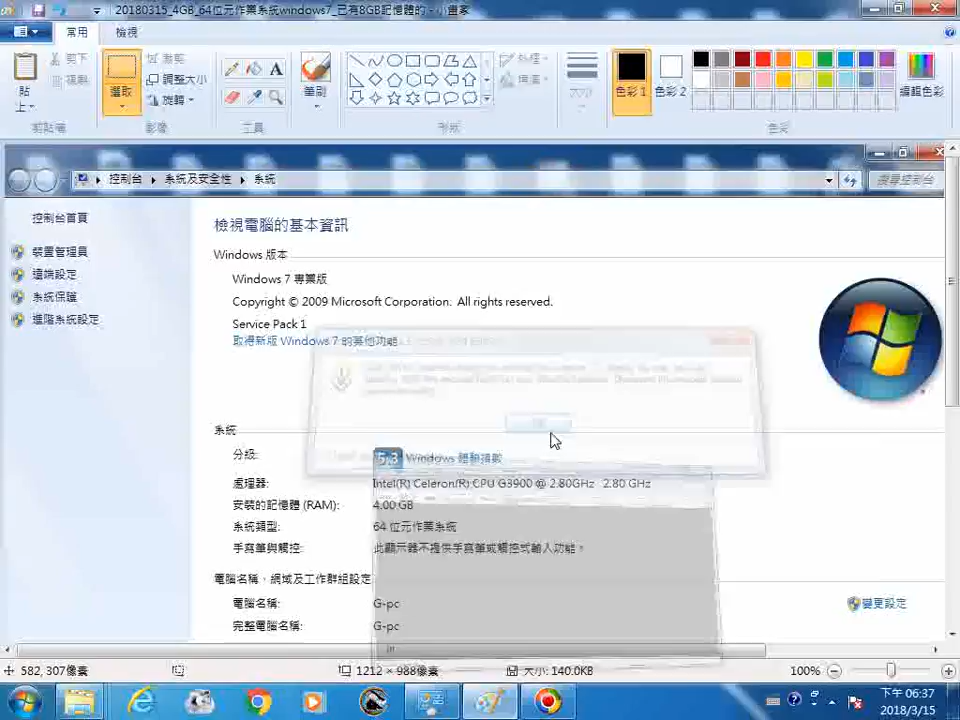 20180315_4GB_64位元作業系統windows7_已有8GB記憶體的 - 小畫家
常用
檢視
貼上
剪下
複製
剪貼簿
選取
裁剪
調整大小
旋轉
影像
A
工具
筆刷
外框
填滿
圖形
大小
色彩 1
色彩 2
編輯色彩
色彩
控制台 系統及安全性 系統
搜尋控制台
控制台首頁
裝置管理員
遠端設定
系統保護
進階系統設定
檢視電腦的基本資訊
Windows 版本
Windows 7 專業版
Copyright © 2009 Microsoft Corporation. All rights reserved.
Service Pack 1
取得新版 Windows 7 的其他功能
系統
分級:
5.3 Windows 體驗指數
處理器: Intel(R) Celeron(R) CPU G3900 @ 2.80GHz 2.80 GHz
安裝的記憶體 (RAM): 4.00 GB
系統類型: 64 位元作業系統
手寫筆與觸控: 此顯示器不提供手寫筆或觸控式輸入功能。
電腦名稱、網域及工作群組設定
電腦名稱: G-pc
變更設定
完整電腦名稱: G-pc
582, 307像素
1212 × 988像素
大小: 140.0KB
100%
下午 06:37
2018/3/15